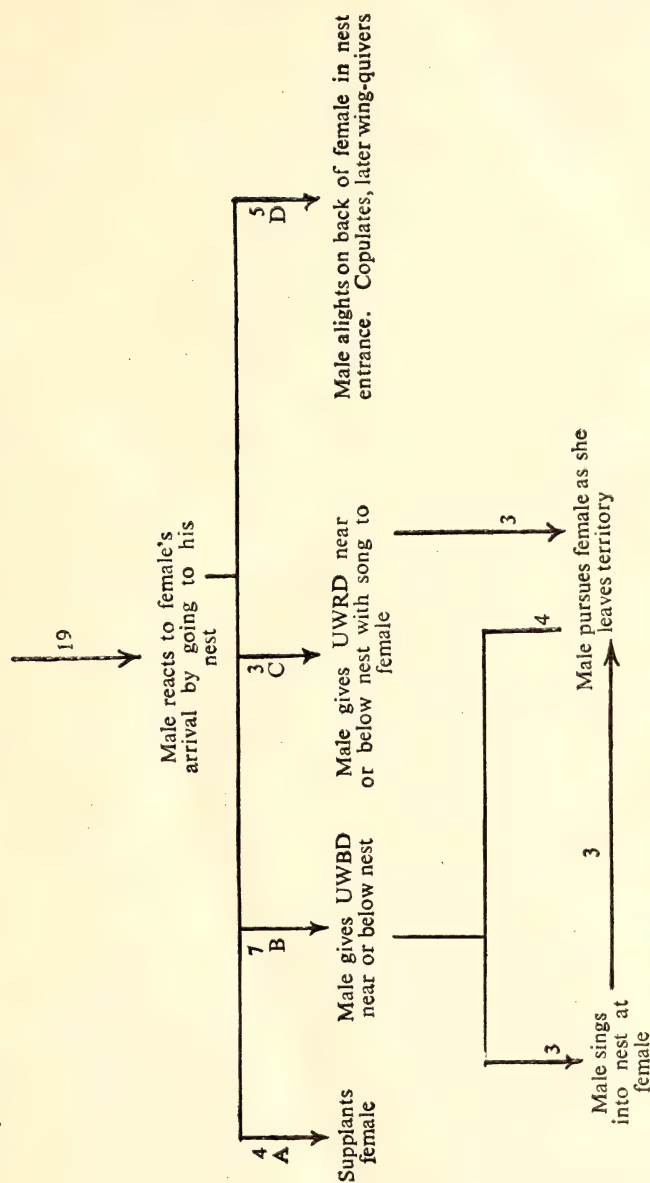 19
Male reacts to female's
arrival by going to his
nest
4
A
7
B
3
C
5
D
Supplants
female
Male gives UWBD
near or below nest
Male gives UWRD near
or below nest with song to
female
Male alights on back of female in nest
entrance. Copulates, later wing-quivers
3
4
3
Male sings
into nest at
female
3
Male pursues female as she
leaves territory